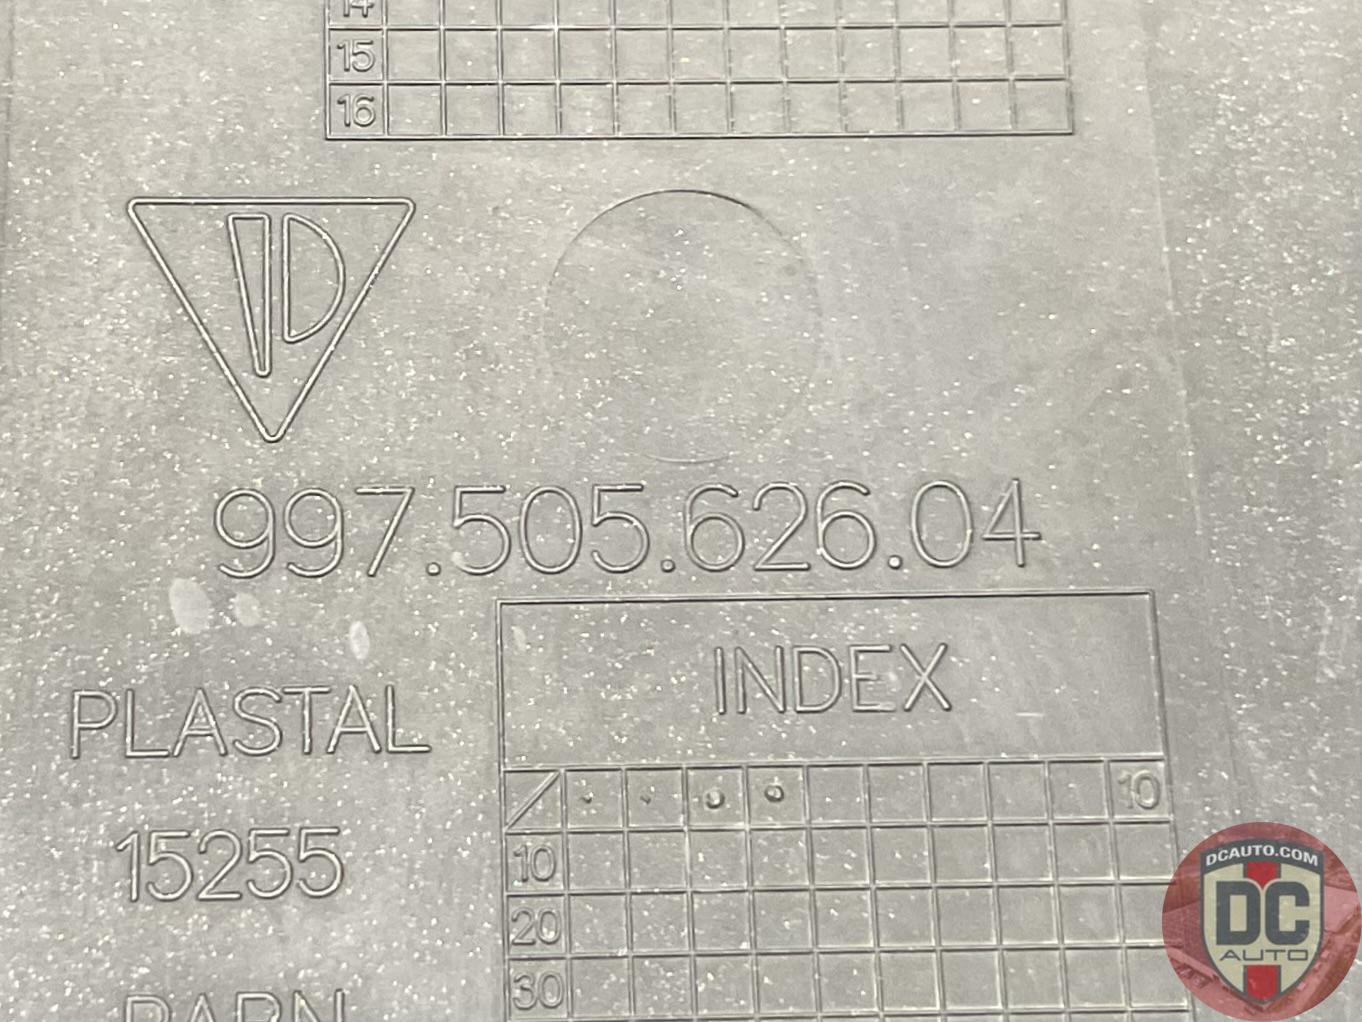 14
15
16
997.505.626.04
PLASTAL
INDEX
10
15255
10
20
30
DCAUTO.COM
DC
AUTO